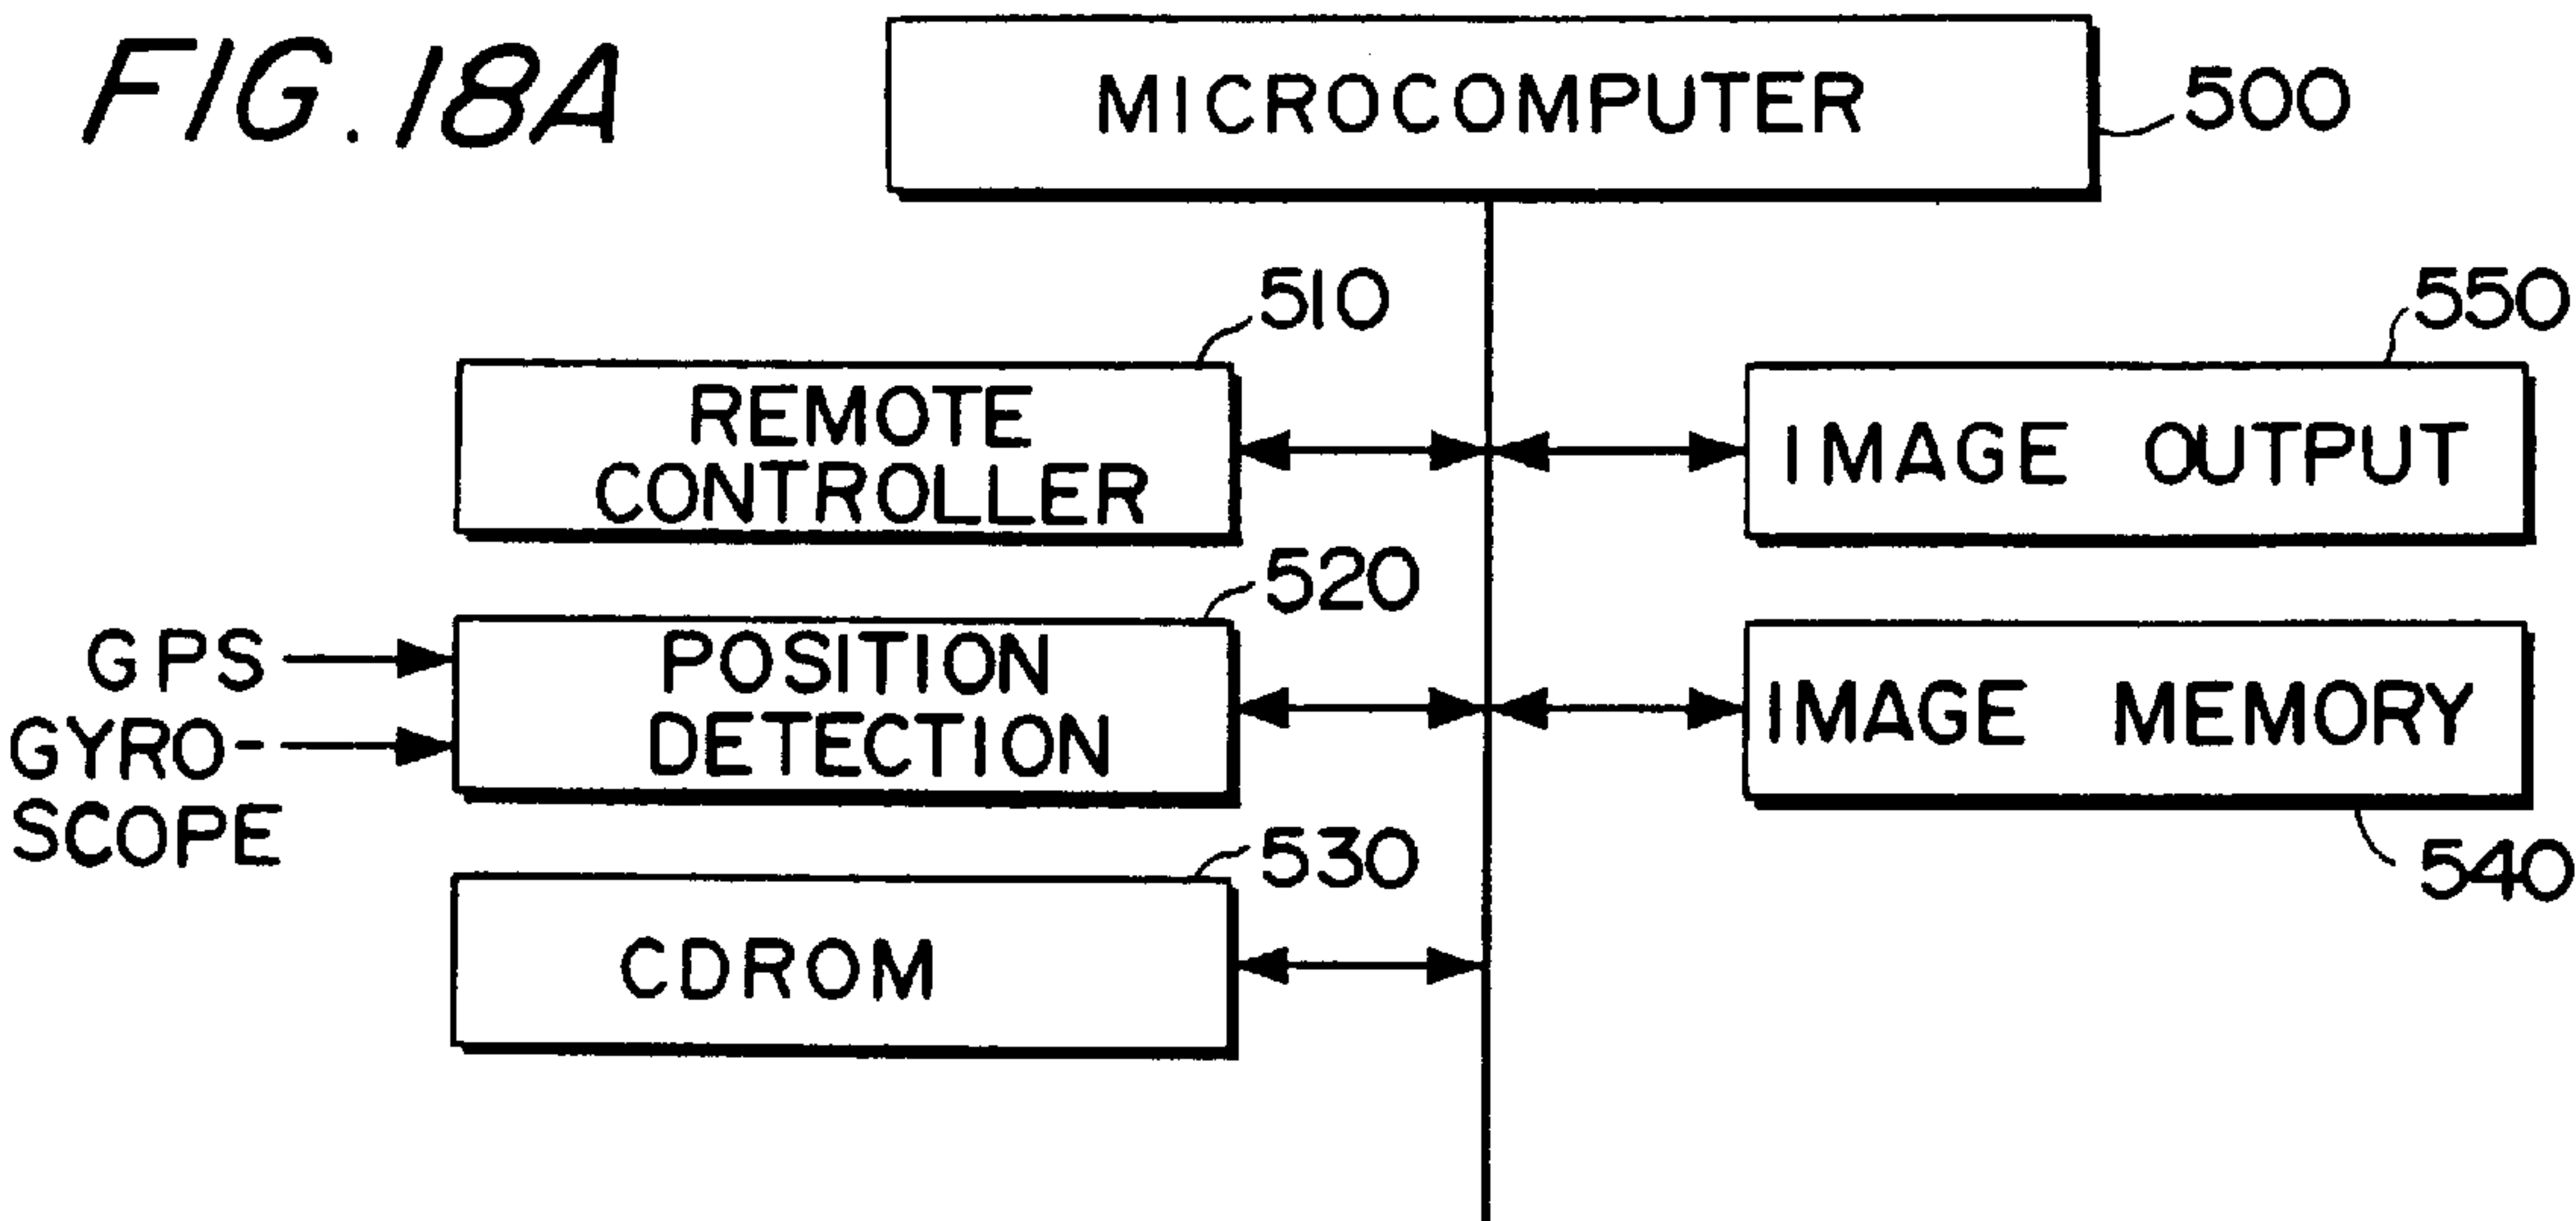 FIG. 18A
MICROCOMPUTER
500
510
REMOTE
CONTROLLER
550
IMAGE OUTPUT
520
GPS
GYRO-
SCOPE
POSITION
DETECTION
IMAGE MEMORY
540
530
CDROM